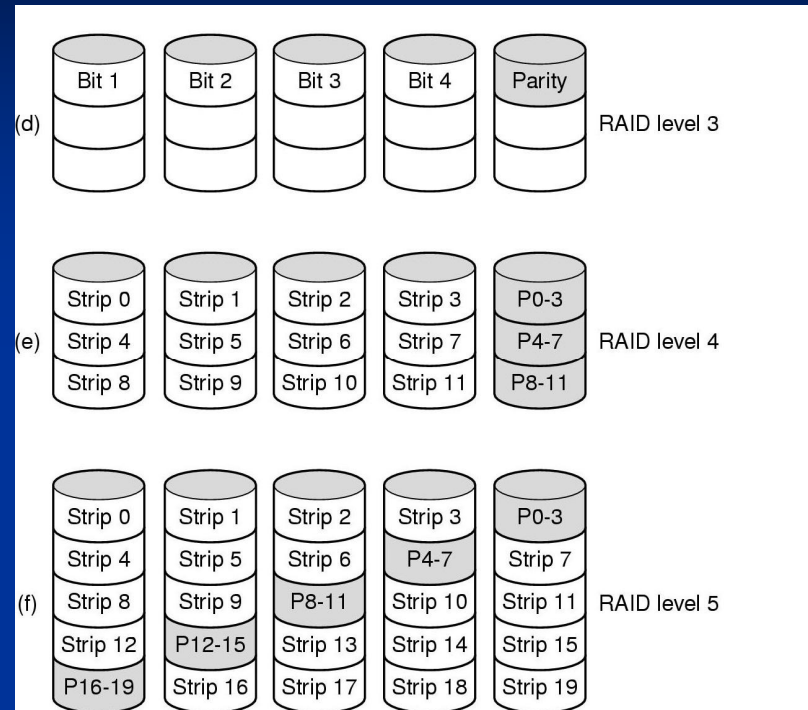 Bit 1 Bit 2 Bit 3 Bit 4 Parity
(d) RAID level 3
Strip 0 Strip 1 Strip 2 Strip 3 P0-3
(e) Strip 4 Strip 5 Strip 6 Strip 7 P4-7 RAID level 4
Strip 8 Strip 9 Strip 10 Strip 11 P8-11
Strip 0 Strip 1 Strip 2 Strip 3 P0-3
Strip 4 Strip 5 Strip 6 P4-7 Strip 7
(f) Strip 8 Strip 9 P8-11 Strip 10 Strip 11 RAID level 5
Strip 12 P12-15 Strip 13 Strip 14 Strip 15
P16-19 Strip 16 Strip 17 Strip 18 Strip 19